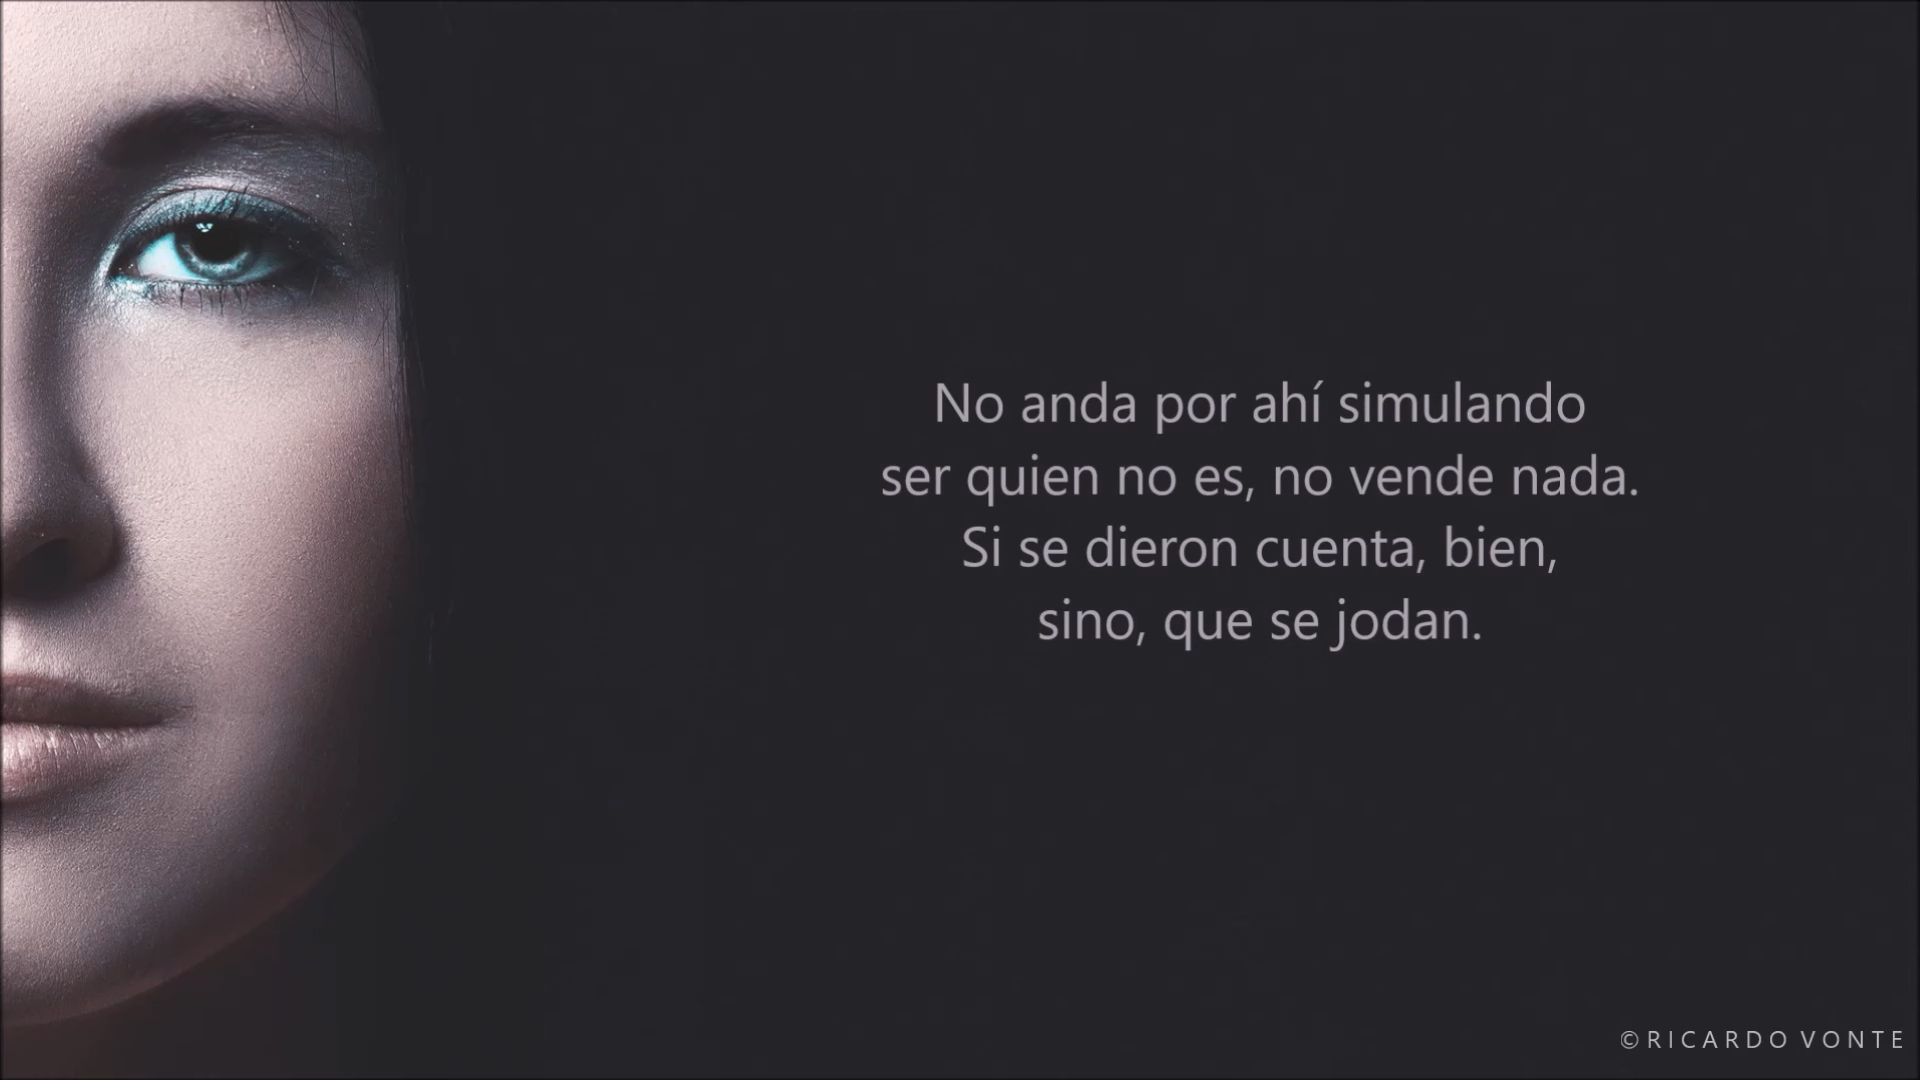 No anda por ahí simulando
ser quien no es, no vende nada.
Si se dieron cuenta, bien,
sino, que se jodan.
©RICARDO VONTE